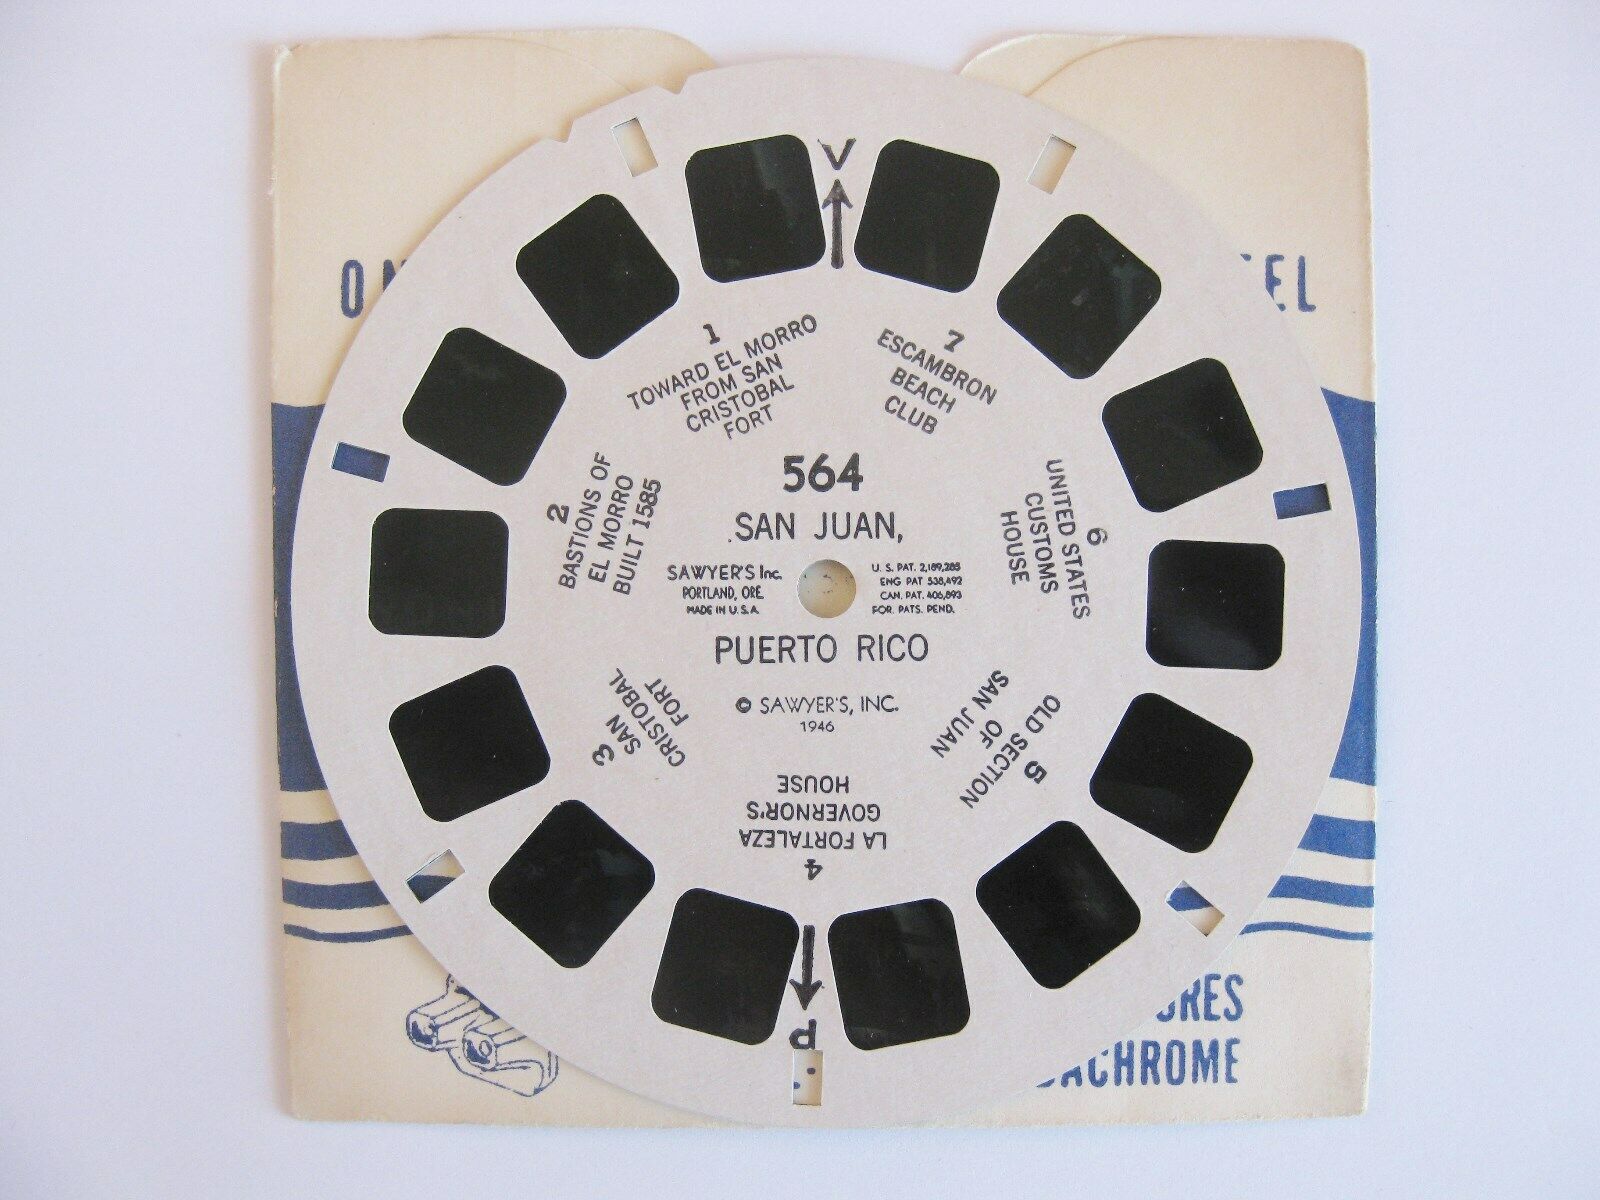 V
1
TOWARD EL MORRO
FROM SAN
CRISTOBAL
FORT
7
ESCAMBRON
BEACH
CLUB
2
BASTIONS OF
EL MORRO
BUILT 1585
6
UNITED STATES
CUSTOMS
HOUSE
564
SAN JUAN,
SAWYER'S Inc.
PORTLAND, ORE.
MADE IN U.S.A.
U. S. PAT. 2,189,285
ENG PAT 538,492
CAN. PAT. 406,893
FOR. PATS. PEND.
PUERTO RICO
© SAWYER'S, INC.
1946
3
SAN
CRISTOBAL
FORT
5
OLD SECTION
OF
SAN JUAN
4
LA FORTALEZA
GOVERNOR'S
HOUSE
P